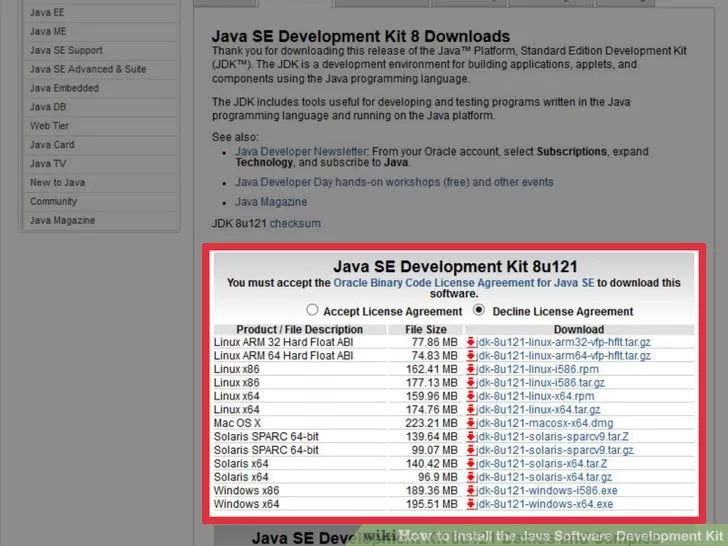 Java EE
Java ME
Java SE Support
Java SE Advanced & Suite
Java Embedded
Java DB
Web Tier
Java Card
Java TV
New to Java
Community
Java Magazine
Java SE Development Kit 8 Downloads
Thank you for downloading this release of the Java™ Platform, Standard Edition Development Kit
(JDK™). The JDK is a development environment for building applications, applets, and
components using the Java programming language.
The JDK includes tools useful for developing and testing programs written in the Java
programming language and running on the Java platform.
See also:
• Java Developer Newsletter: From your Oracle account, select Subscriptions, expand
Technology, and subscribe to Java.
• Java Developer Day hands-on workshops (free) and other events
• Java Magazine
JDK 8u121 checksum
Java SE Development Kit 8u121
You must accept the Oracle Binary Code License Agreement for Java SE to download this
software.
Accept License Agreement Decline License Agreement
Product / File Description File Size Download
Linux ARM 32 Hard Float ABI 77.86 MB jdk-8u121-linux-arm32-vfp-hflt.tar.gz
Linux ARM 64 Hard Float ABI 74.83 MB jdk-8u121-linux-arm64-vfp-hflt.tar.gz
Linux x86 162.41 MB jdk-8u121-linux-i586.rpm
Linux x86 177.13 MB jdk-8u121-linux-i586.tar.gz
Linux x64 159.96 MB jdk-8u121-linux-x64.rpm
Linux x64 174.76 MB jdk-8u121-linux-x64.tar.gz
Mac OS X 223.21 MB jdk-8u121-macosx-x64.dmg
Solaris SPARC 64-bit 139.64 MB jdk-8u121-solaris-sparcv9.tar.Z
Solaris SPARC 64-bit 99.07 MB jdk-8u121-solaris-sparcv9.tar.gz
Solaris x64 140.42 MB jdk-8u121-solaris-x64.tar.Z
Solaris x64 96.9 MB jdk-8u121-solaris-x64.tar.gz
Windows x86 189.36 MB jdk-8u121-windows-i586.exe
Windows x64 195.51 MB jdk-8u121-windows-x64.exe
Java SE Development Kit 8u121
wikiHow to Install the Java Software Development Kit